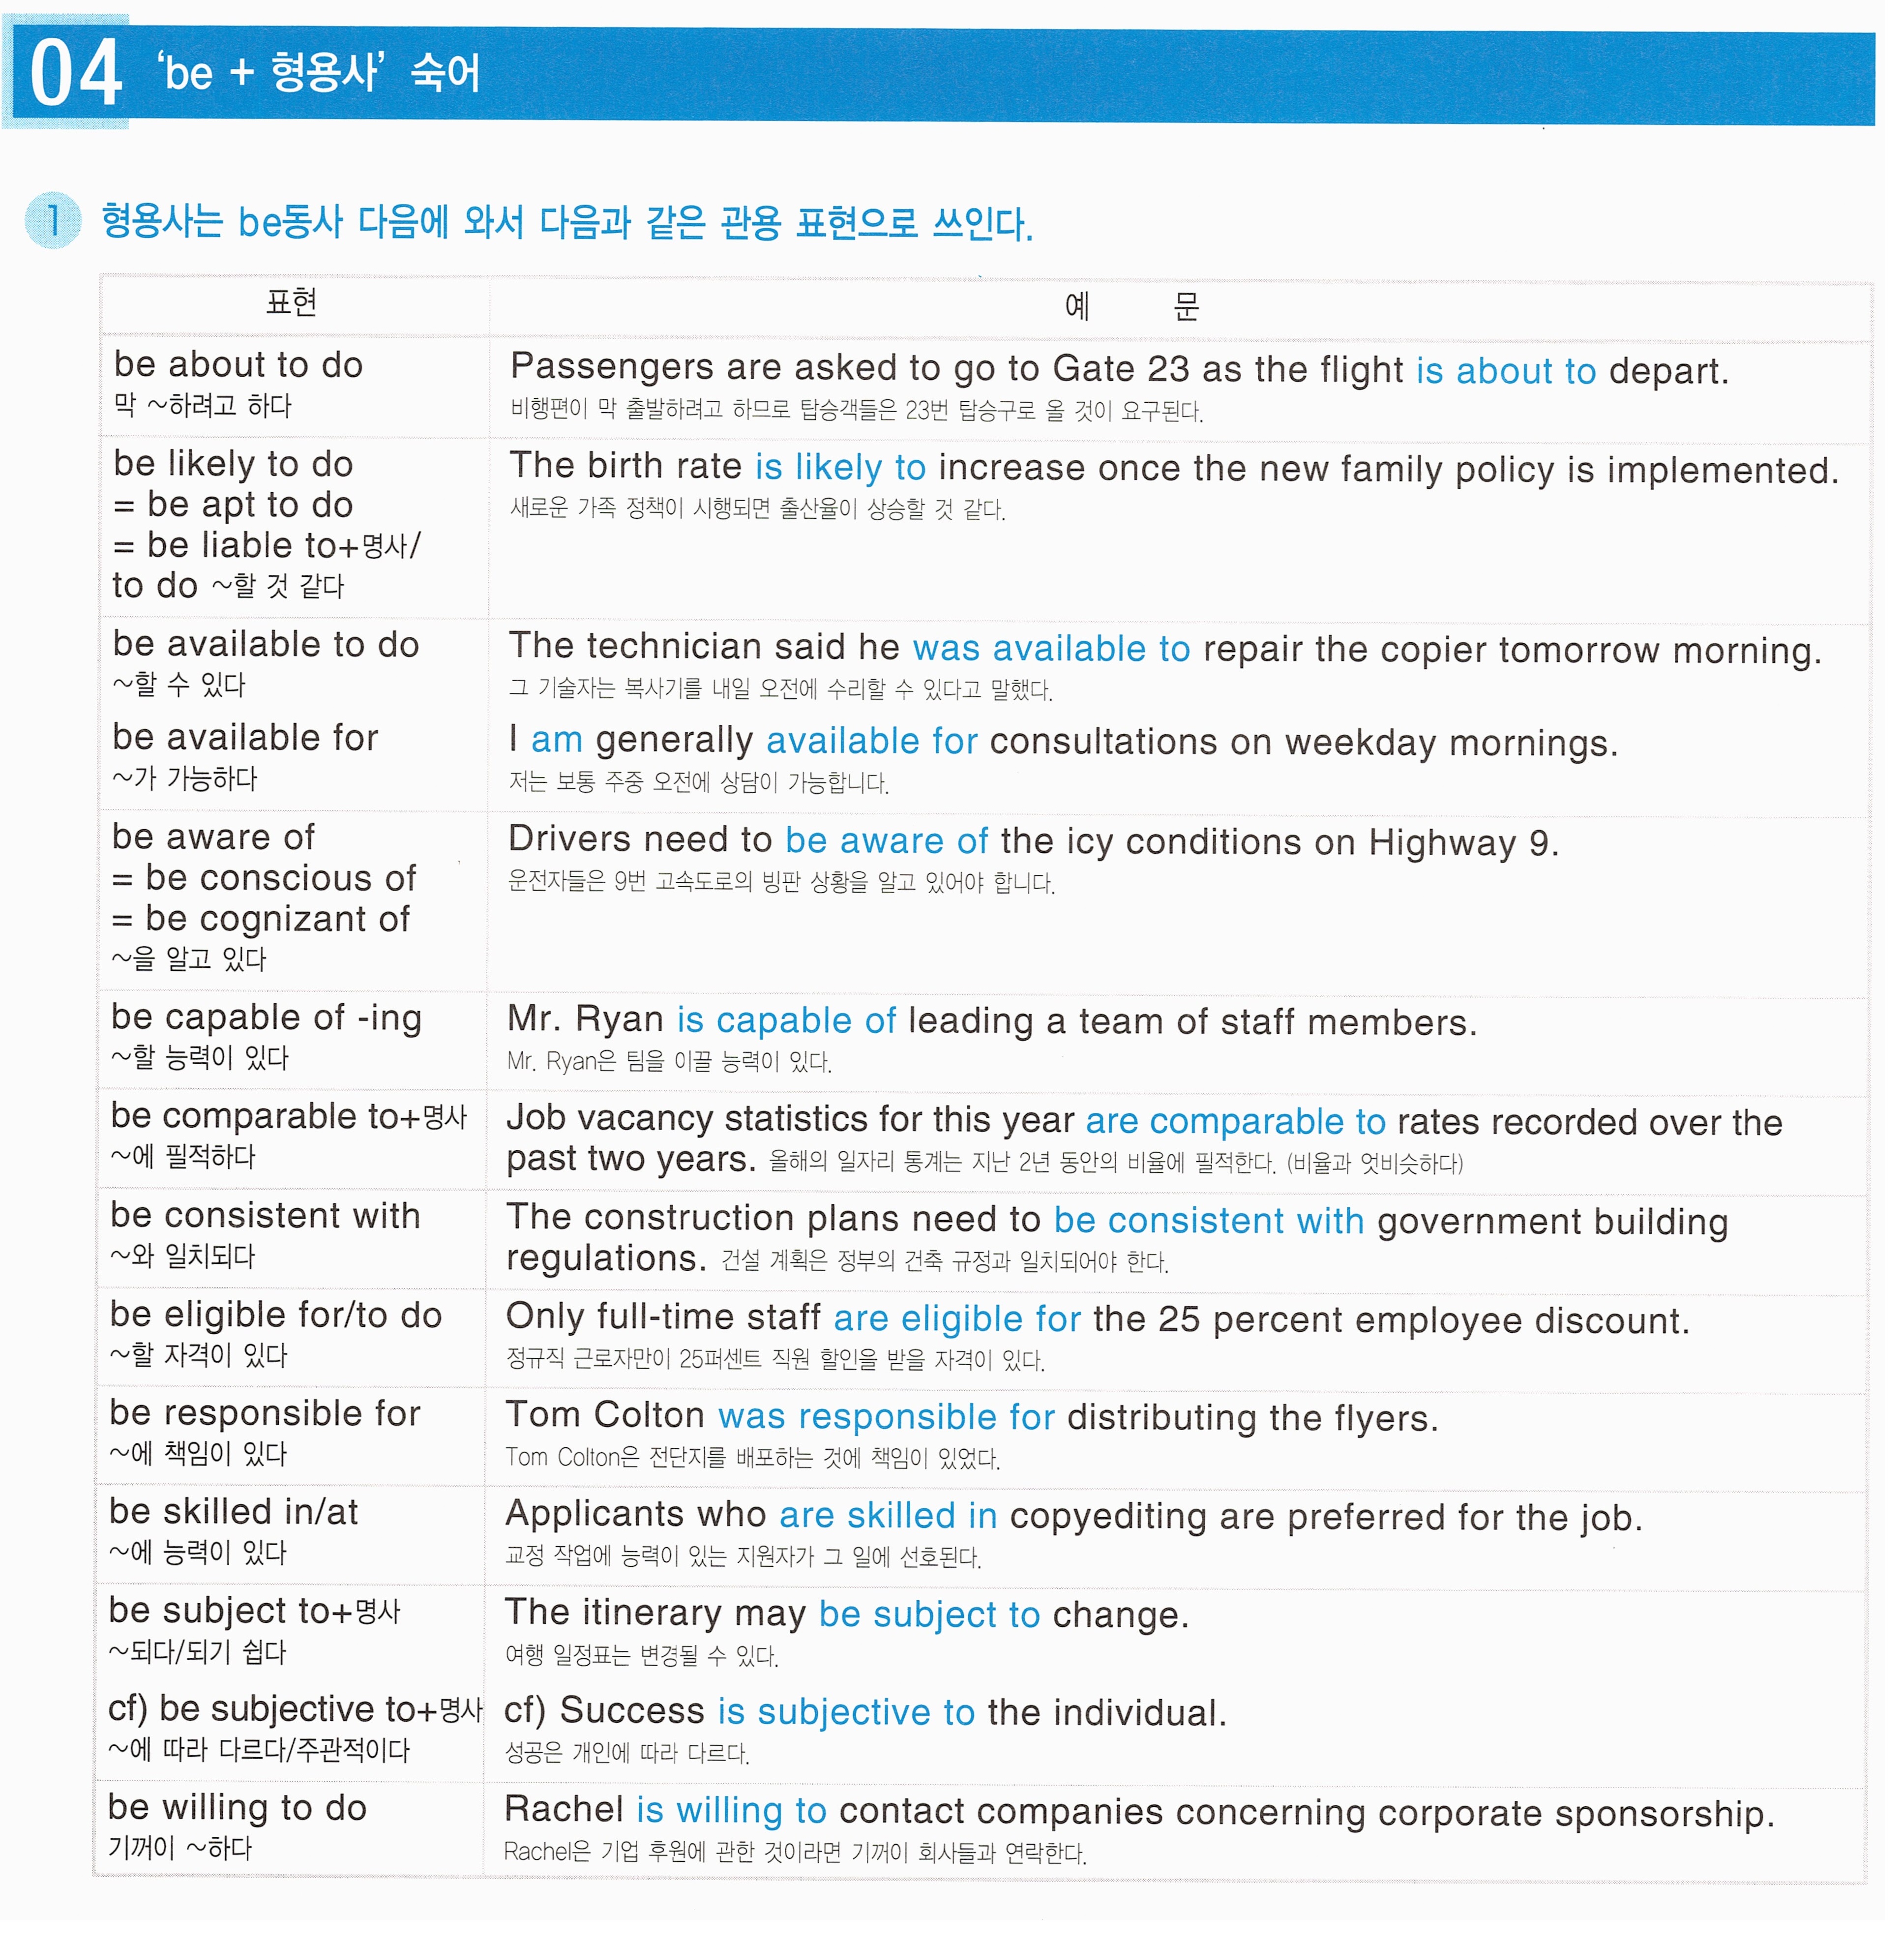 04 ‘be + 형용사’ 숙어
1 형용사는 be동사 다음에 와서 다음과 같은 관용 표현으로 쓰인다.
표현 예 문
be about to do
막 ~하려고 하다
Passengers are asked to go to Gate 23 as the flight is about to depart.
비행편이 막 출발하려고 하므로 탑승객들은 23번 탑승구로 올 것이 요구된다.
be likely to do
= be apt to do
= be liable to+명사/
to do ~할 것 같다
The birth rate is likely to increase once the new family policy is implemented.
새로운 가족 정책이 시행되면 출산율이 상승할 것 같다.
be available to do
~할 수 있다
The technician said he was available to repair the copier tomorrow morning.
그 기술자는 복사기를 내일 오전에 수리할 수 있다고 말했다.
be available for
~가 가능하다
I am generally available for consultations on weekday mornings.
저는 보통 주중 오전에 상담이 가능합니다.
be aware of
= be conscious of
= be cognizant of
~을 알고 있다
Drivers need to be aware of the icy conditions on Highway 9.
운전자들은 9번 고속도로의 빙판 상황을 알고 있어야 합니다.
be capable of -ing
~할 능력이 있다
Mr. Ryan is capable of leading a team of staff members.
Mr. Ryan은 팀을 이끌 능력이 있다.
be comparable to+명사
~에 필적하다
Job vacancy statistics for this year are comparable to rates recorded over the
past two years. 올해의 일자리 통계는 지난 2년 동안의 비율에 필적한다. (비율과 엇비슷하다)
be consistent with
~와 일치되다
The construction plans need to be consistent with government building
regulations. 건설 계획은 정부의 건축 규정과 일치되어야 한다.
be eligible for/to do
~할 자격이 있다
Only full-time staff are eligible for the 25 percent employee discount.
정규직 근로자만이 25퍼센트 직원 할인을 받을 자격이 있다.
be responsible for
~에 책임이 있다
Tom Colton was responsible for distributing the flyers.
Tom Colton은 전단지를 배포하는 것에 책임이 있었다.
be skilled in/at
~에 능력이 있다
Applicants who are skilled in copyediting are preferred for the job.
교정 작업에 능력이 있는 지원자가 그 일에 선호된다.
be subject to+명사
~되다/되기 쉽다
The itinerary may be subject to change.
여행 일정표는 변경될 수 있다.
cf) be subjective to+명사
~에 따라 다르다/주관적이다
cf) Success is subjective to the individual.
성공은 개인에 따라 다르다.
be willing to do
기꺼이 ~하다
Rachel is willing to contact companies concerning corporate sponsorship.
Rachel은 기업 후원에 관한 것이라면 기꺼이 회사들과 연락한다.